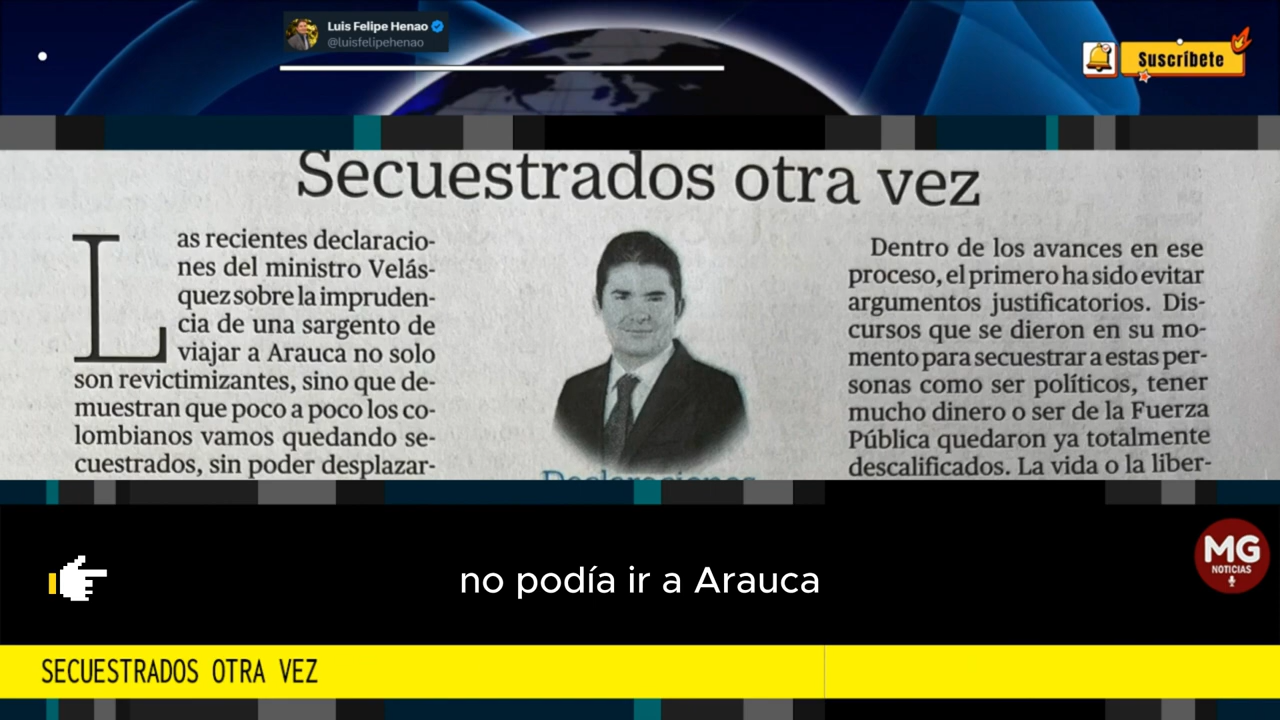 Luis Felipe Henao
@luisfelipehenao
Suscríbete
Secuestrados otra vez
Las recientes declaracio-
nes del ministro Velás-
quez sobre la impruden-
cia de una sargento de
viajar a Arauca no solo
son revictimizantes, sino que de-
muestran que poco a poco los co-
lombianos vamos quedando se-
cuestrados, sin poder desplazar-
Declaraciones
Dentro de los avances en ese
proceso, el primero ha sido evitar
argumentos justificatorios. Dis-
cursos que se dieron en su mo-
mento para secuestrar a estas per-
sonas como ser políticos, tener
mucho dinero o ser de la Fuerza
Pública quedaron ya totalmente
descalificados. La vida o la liber-
no podía ir a Arauca
MG
NOTICIAS
SECUESTRADOS OTRA VEZ